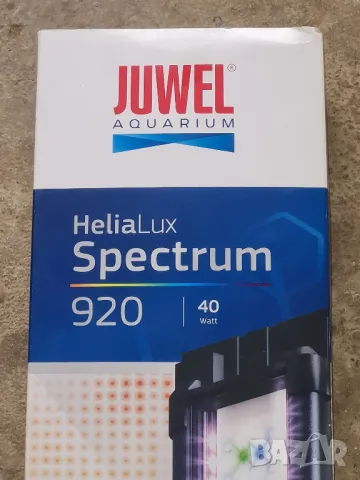 JUWEL®
AQUARIUM
HeliaLux
Spectrum
920 | 40
Watt
BAZAR